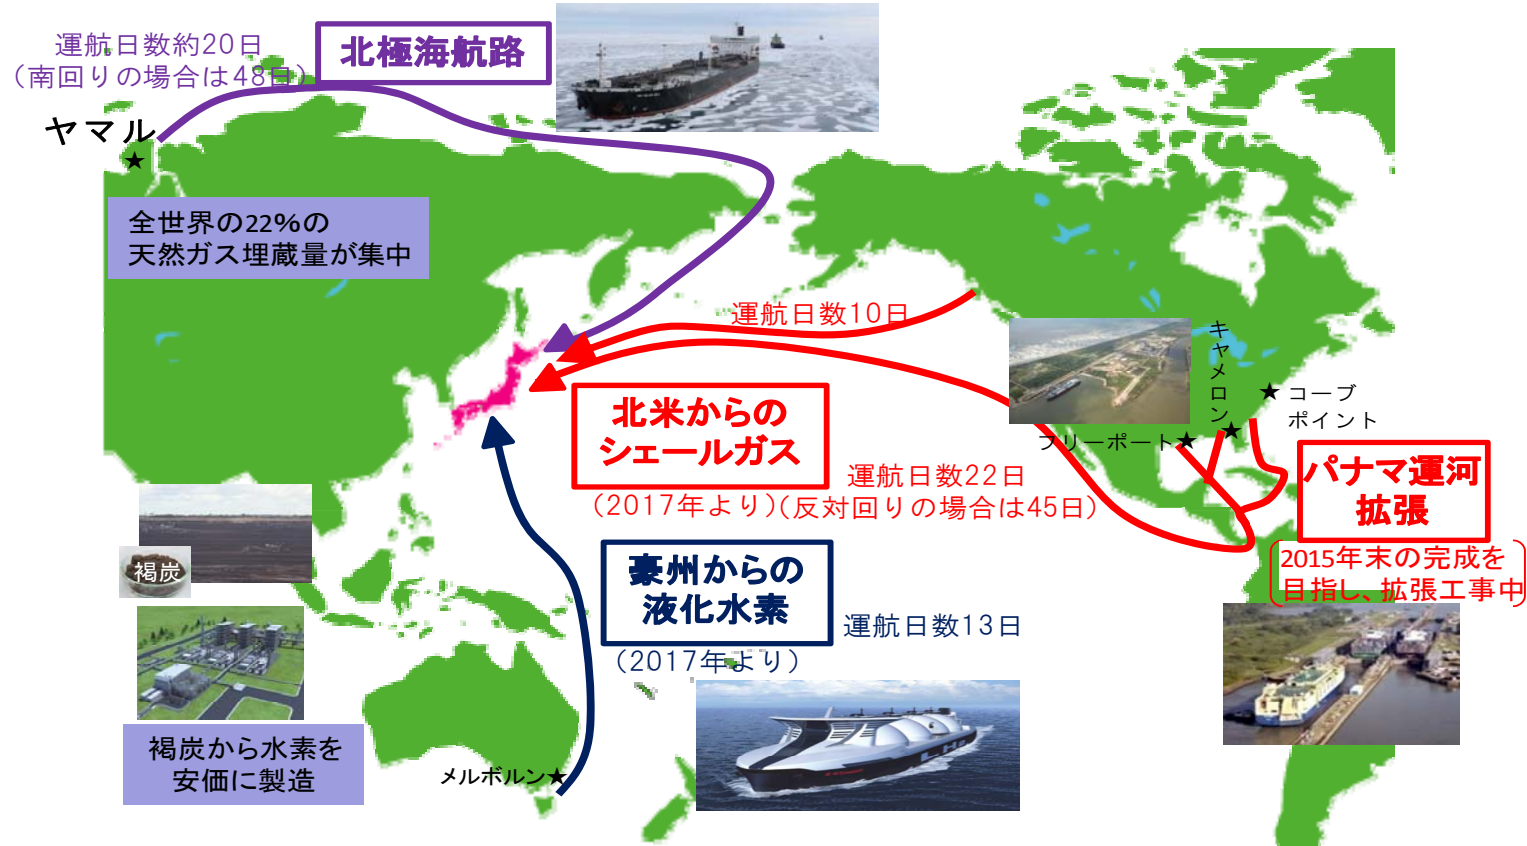 運航日数約20日
（南回りの場合は48日）
北極海航路
ヤマル
★
全世界の22%の
天然ガス埋蔵量が集中
運航日数10日
北米からの
シェールガス
（2017年より）
運航日数22日
（反対回りの場合は45日）
キャメロン
★
★ コーブ
ポイント
フリーポート★
パナマ運河
拡張
2015年末の完成を
目指し、拡張工事中
豪州からの
液化水素
（2017年より）
運航日数13日
褐炭
褐炭から水素を
安価に製造
メルボルン★